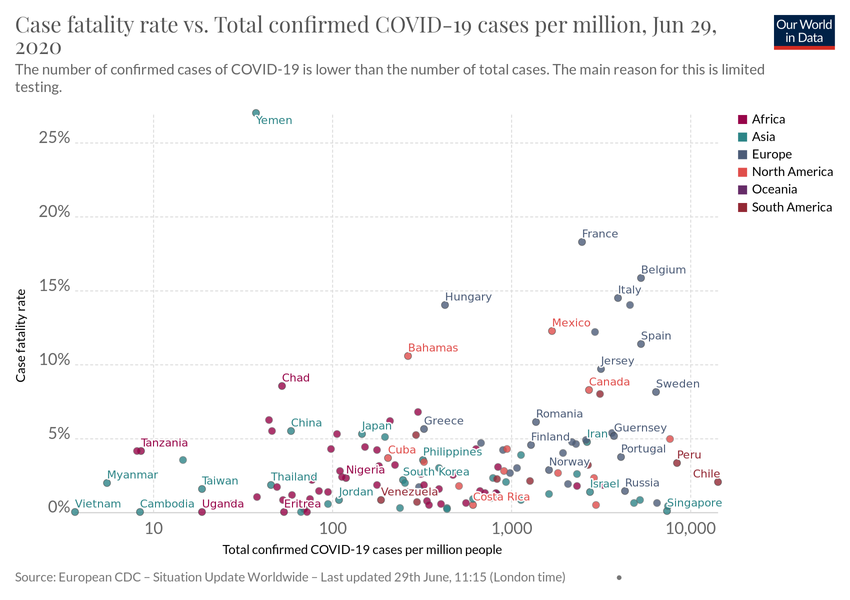 Case fatality rate vs. Total confirmed COVID-19 cases per million, Jun 29,
2020
Our World
in Data
The number of confirmed cases of COVID-19 is lower than the number of total cases. The main reason for this is limited
testing.
Africa
Asia
Europe
North America
Oceania
South America
Case fatality rate
25%
20%
15%
10%
5%
0%
Yemen
France
Belgium
Italy
Hungary
Mexico
Spain
Bahamas
Jersey
Chad
Canada
Sweden
Romania
China
Japan
Greece
Guernsey
Finland
Iran
Tanzania
Cuba
Philippines
Portugal
Peru
Norway
Nigeria
South Korea
Myanmar
Thailand
Chile
Taiwan
Israel
Russia
Jordan
Venezuela
Costa Rica
Vietnam
Cambodia
Uganda
Eritrea
Singapore
10
100
1,000
10,000
Total confirmed COVID-19 cases per million people
Source: European CDC – Situation Update Worldwide – Last updated 29th June, 11:15 (London time)